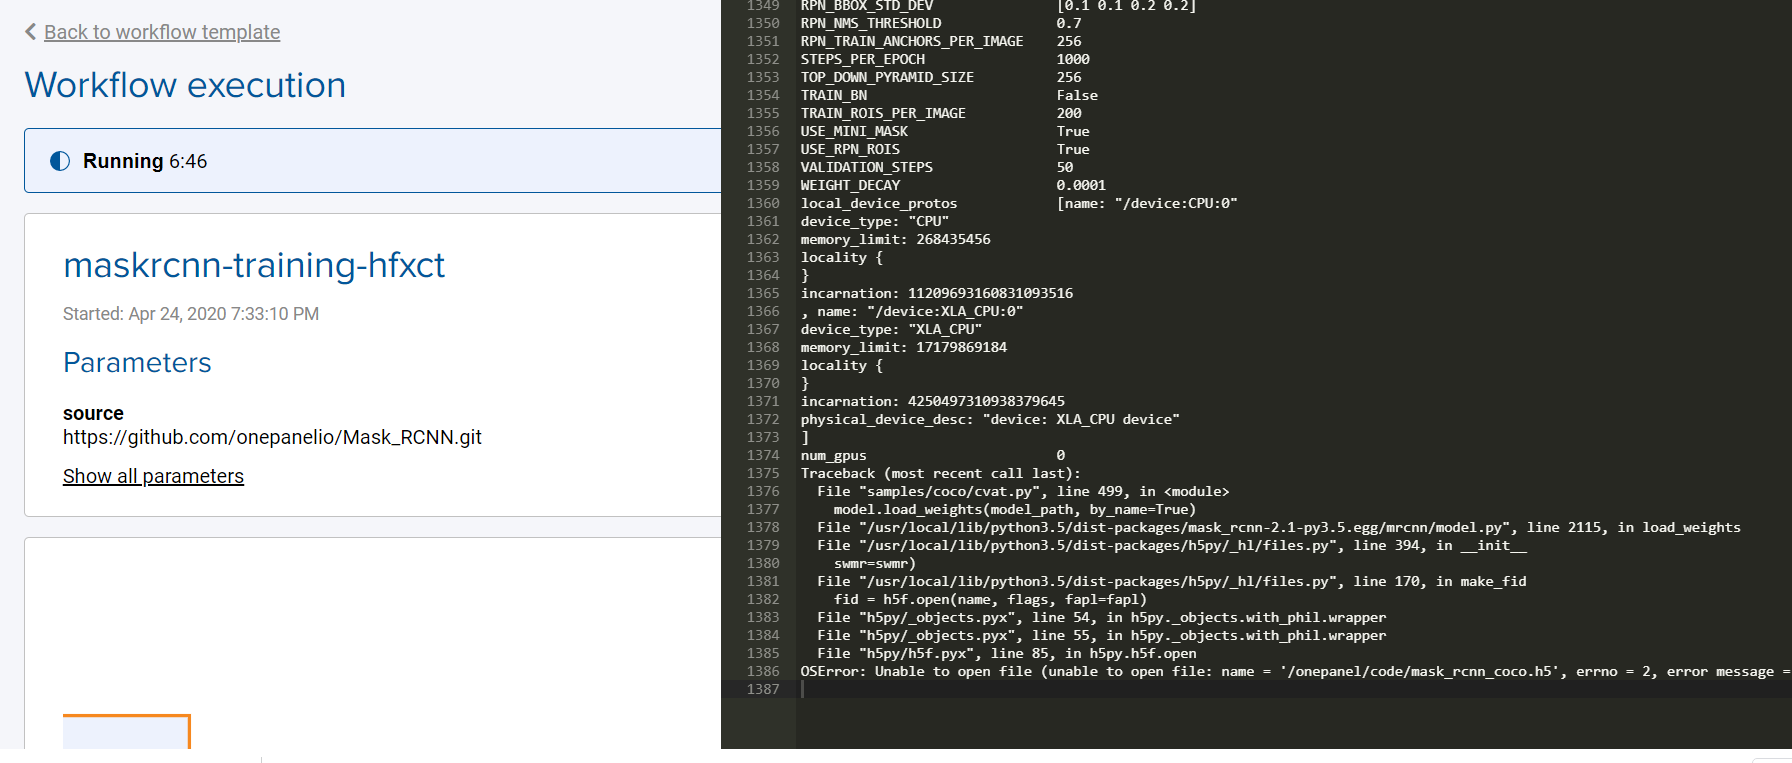 Back to workflow template
Workflow execution
Running 6:46
maskrcnn-training-hfxct
Started: Apr 24, 2020 7:33:10 PM
Parameters
source
https://github.com/onepanelio/Mask_RCNN.git
Show all parameters
1349 RPN_BBOX_STD_DEV [0.1 0.1 0.2 0.2]
1350 RPN_NMS_THRESHOLD 0.7
1351 RPN_TRAIN_ANCHORS_PER_IMAGE 256
1352 STEPS_PER_EPOCH 1000
1353 TOP_DOWN_PYRAMID_SIZE 256
1354 TRAIN_BN False
1355 TRAIN_ROIS_PER_IMAGE 200
1356 USE_MINI_MASK True
1357 USE_RPN_ROIS True
1358 VALIDATION_STEPS 50
1359 WEIGHT_DECAY 0.0001
1360 local_device_protos [name: "/device:CPU:0"
1361 device_type: "CPU"
1362 memory_limit: 268435456
1363 locality {
1364 }
1365 incarnation: 11209693160831093516
1366 , name: "/device:XLA_CPU:0"
1367 device_type: "XLA_CPU"
1368 memory_limit: 17179869184
1369 locality {
1370 }
1371 incarnation: 4250497310938379645
1372 physical_device_desc: "device: XLA_CPU device"
1373 ]
1374 num_gpus 0
1375 Traceback (most recent call last):
1376 File "samples/coco/cvat.py", line 499, in <module>
1377 model.load_weights(model_path, by_name=True)
1378 File "/usr/local/lib/python3.5/dist-packages/mask_rcnn-2.1-py3.5.egg/mrcnn/model.py", line 2115, in load_weights
1379 File "/usr/local/lib/python3.5/dist-packages/h5py/_hl/files.py", line 394, in __init__
1380 swmr=swmr)
1381 File "/usr/local/lib/python3.5/dist-packages/h5py/_hl/files.py", line 170, in make_fid
1382 fid = h5f.open(name, flags, fapl=fapl)
1383 File "h5py/_objects.pyx", line 54, in h5py._objects.with_phil.wrapper
1384 File "h5py/_objects.pyx", line 55, in h5py._objects.with_phil.wrapper
1385 File "h5py/h5f.pyx", line 85, in h5py.h5f.open
1386 OSError: Unable to open file (unable to open file: name = '/onepanel/code/mask_rcnn_coco.h5', errno = 2, error message =
1387